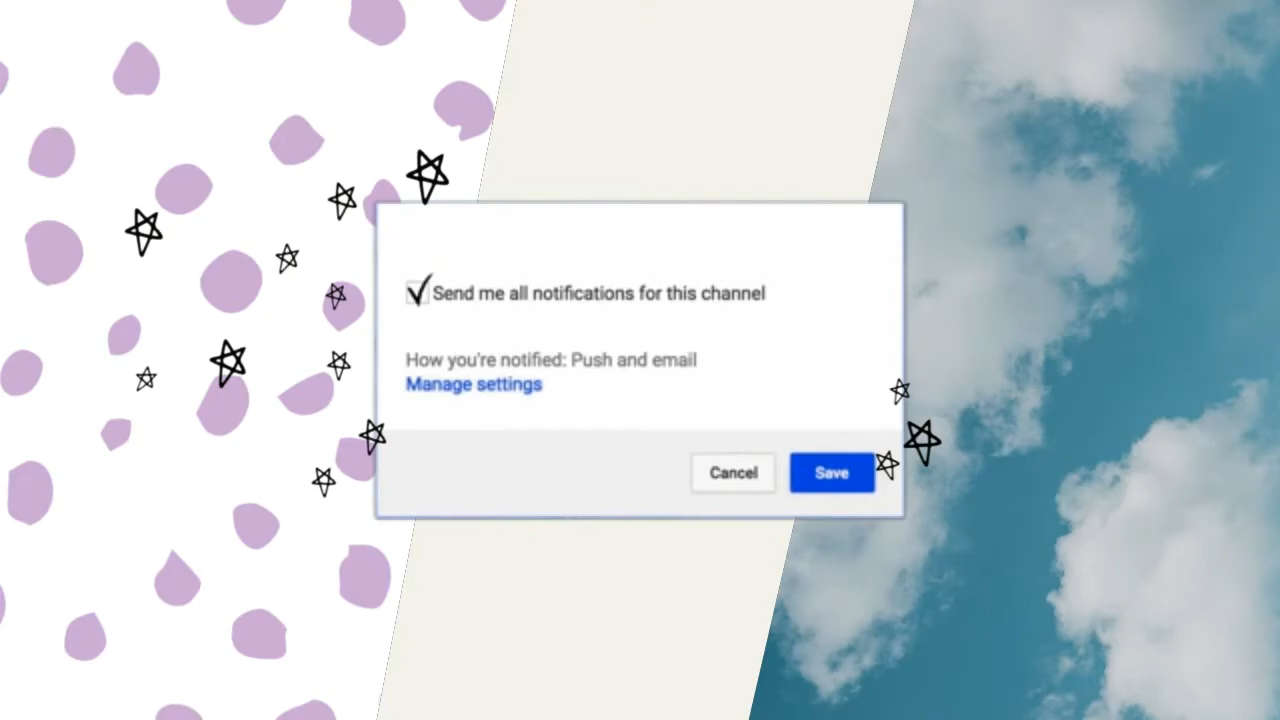 Send me all notifications for this channel
How you're notified: Push and email
Manage settings
Cancel
Save